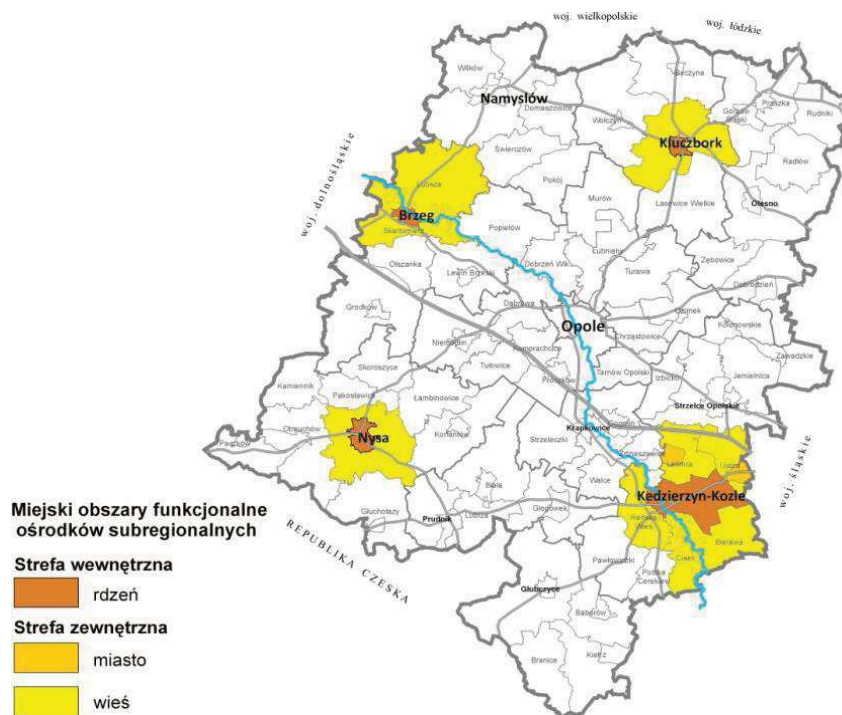 woj. wielkopolskie
woj. łódzkie
Wilków
Byczyna
Namysłów
Domaszowice
Wołczyn
Gorzów Śląski
Praszka
Rudniki
Kluczbork
Świerczów
woj. dolnośląskie
Lubsza
Pokój
Radłów
Murów
Lasowice Wielkie
Olesno
Brzeg
Skarbimierz
Popielów
Olszanka
Lewin Brzeski
Dobrzeń Wlk.
Łubniany
Turawa
Zębowice
Dobrodzień
Grodków
Dąbrowa
Opole
Ozimek
Niemodlin
Komprachcice
Chrząstowice
Kolonowskie
Zawadzkie
Skoroszyce
Tułowice
Prószków
Tarnów Opolski
Izbicko
Jemielnica
Kamiennik
Pakosławice
Łambinowice
Strzelce Opolskie
Otmuchów
Nysa
Korfantów
Strzeleczki
Krapkowice
Gogolin
Paczków
Zdzieszowice
Leśnica
Ujazd
woj. śląskie
Biała
Walce
Kędzierzyn-Koźle
Głuchołazy
Prudnik
Lubrza
Głogówek
Reńska Wieś
Bierawa
REPUBLIKA CZESKA
Pawłowiczki
Cisek
Polska Cerekiew
Głubczyce
Baborów
Branice
Kietrz
Miejski obszary funkcjonalne
ośrodków subregionalnych
Strefa wewnętrzna
rdzeń
Strefa zewnętrzna
miasto
wieś